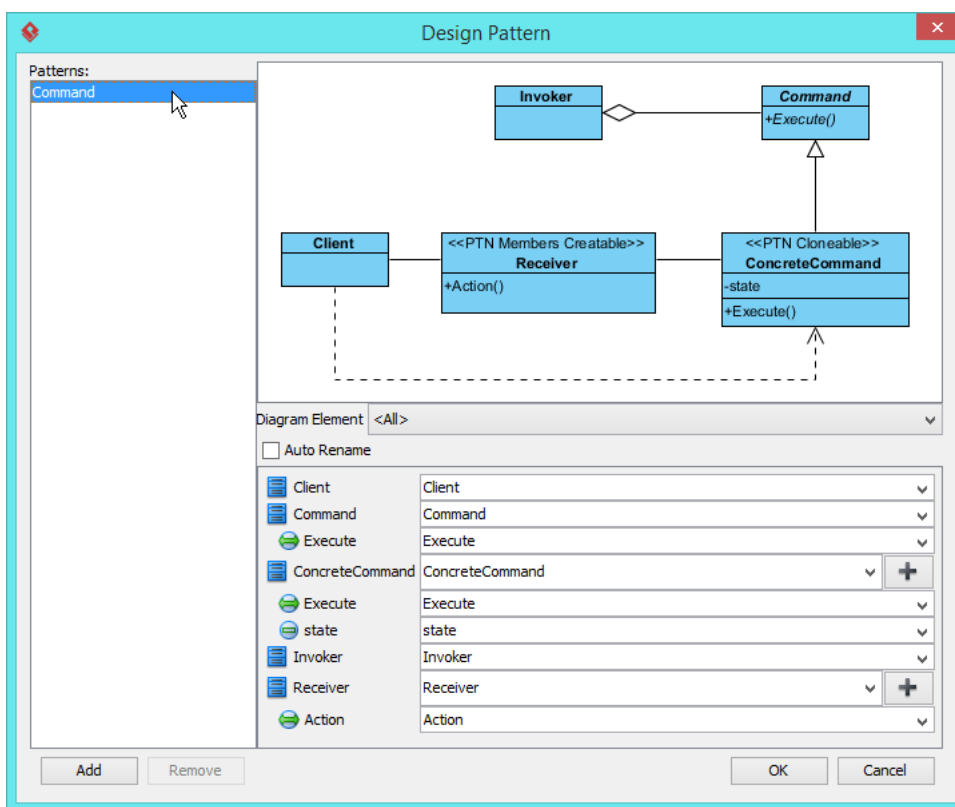 Design Pattern
Patterns:
Command
Invoker
Command
+Execute()
Client
<<PTN Members Creatable>>
Receiver
+Action()
<<PTN Cloneable>>
ConcreteCommand
-state
+Execute()
Diagram Element <All>
Auto Rename
Client Client
Command Command
Execute Execute
ConcreteCommand ConcreteCommand
Execute Execute
state state
Invoker Invoker
Receiver Receiver
Action Action
Add Remove OK Cancel